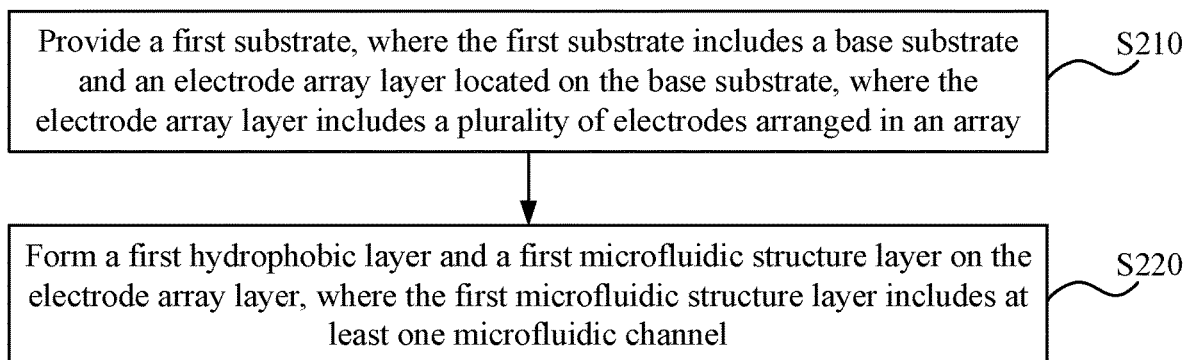 Provide a first substrate, where the first substrate includes a base substrate
and an electrode array layer located on the base substrate, where the
electrode array layer includes a plurality of electrodes arranged in an array
S210
Form a first hydrophobic layer and a first microfluidic structure layer on the
electrode array layer, where the first microfluidic structure layer includes at
least one microfluidic channel
S220